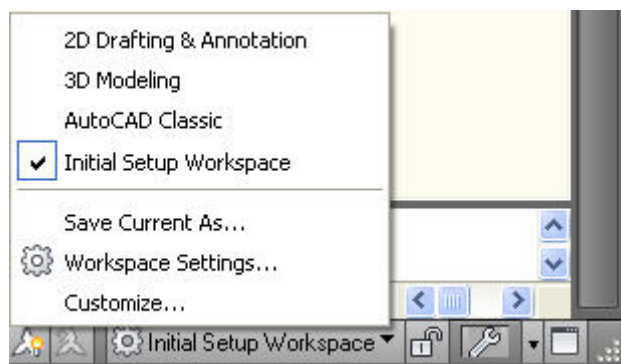 2D Drafting & Annotation
3D Modeling
AutoCAD Classic
Initial Setup Workspace
Save Current As...
Workspace Settings...
Customize...
Initial Setup Workspace